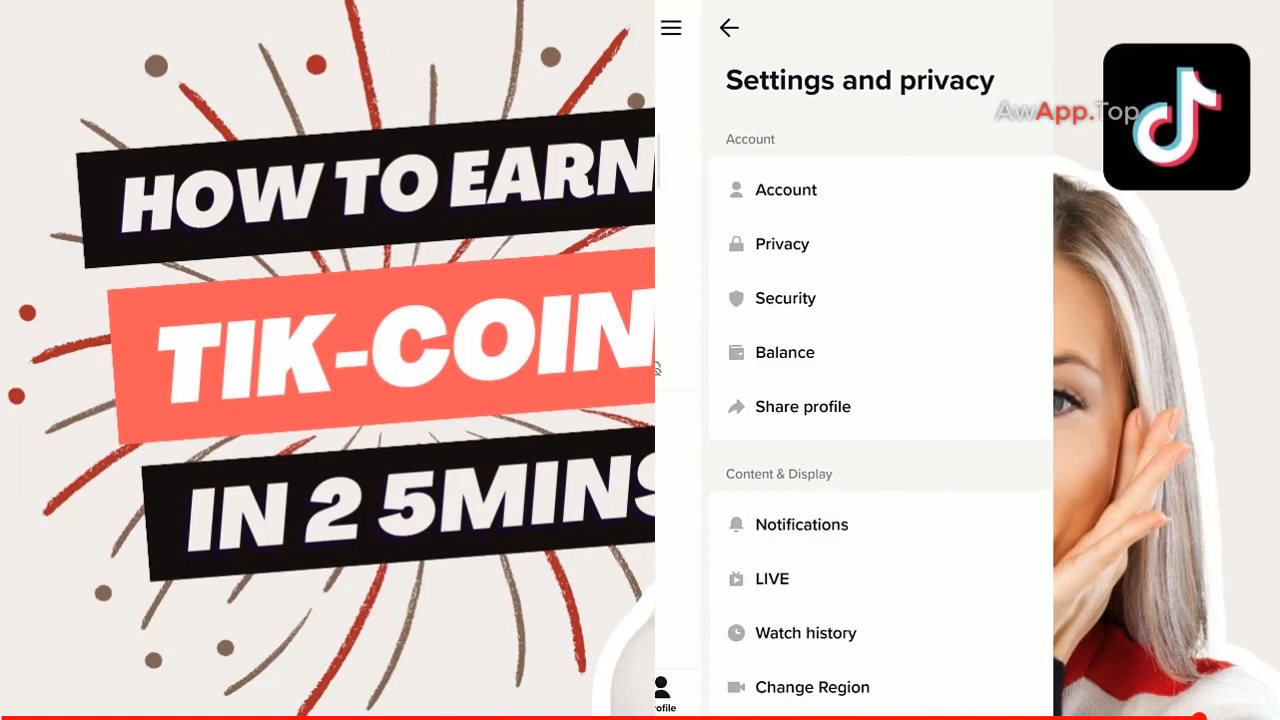 HOW TO EARN
TIK-COIN
IN 2 5MINS
Settings and privacy
AwApp.Top
Account
Account
Privacy
Security
Balance
Share profile
Content & Display
Notifications
LIVE
Watch history
Change Region
ofile